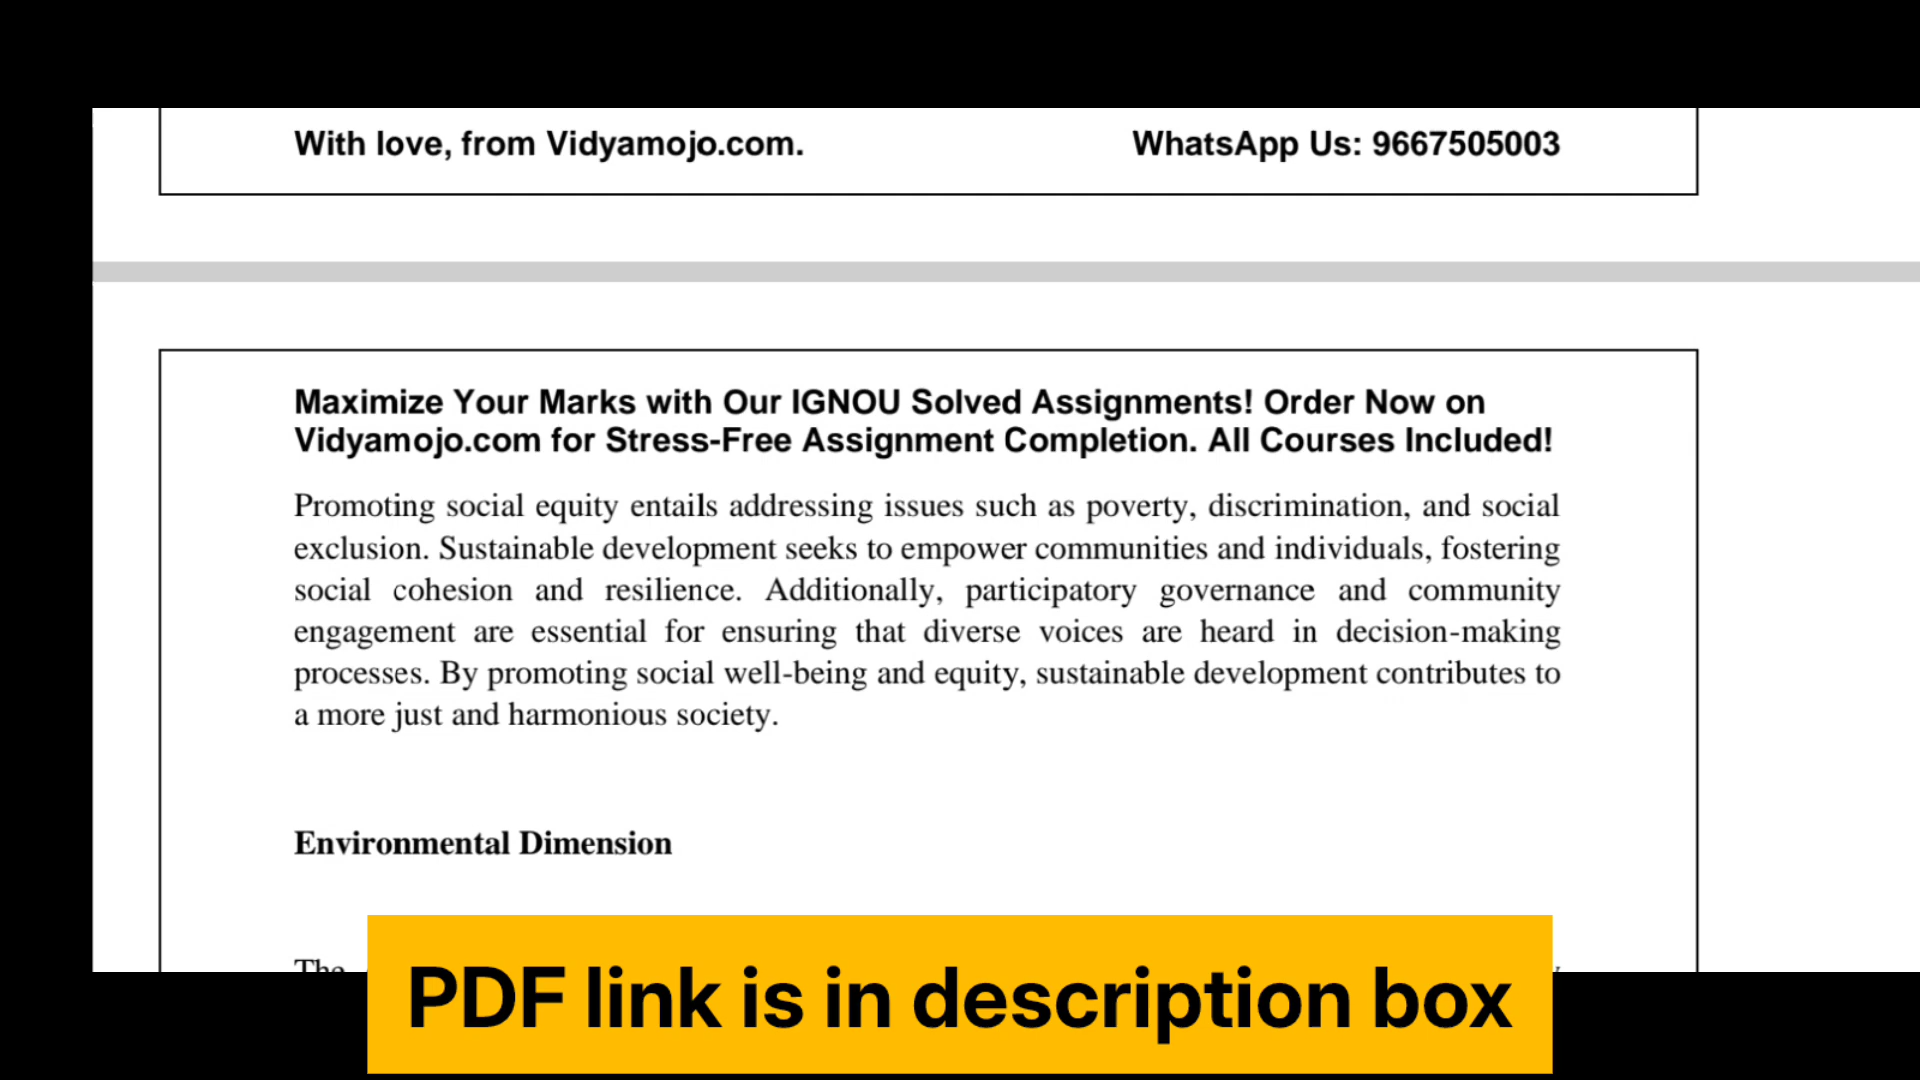 With love, from Vidyamojo.com.
WhatsApp Us: 9667505003
Maximize Your Marks with Our IGNOU Solved Assignments! Order Now on
Vidyamojo.com for Stress-Free Assignment Completion. All Courses Included!
Promoting social equity entails addressing issues such as poverty, discrimination, and social
exclusion. Sustainable development seeks to empower communities and individuals, fostering
social cohesion and resilience. Additionally, participatory governance and community
engagement are essential for ensuring that diverse voices are heard in decision-making
processes. By promoting social well-being and equity, sustainable development contributes to
a more just and harmonious society.
Environmental Dimension
The
PDF link is in description box